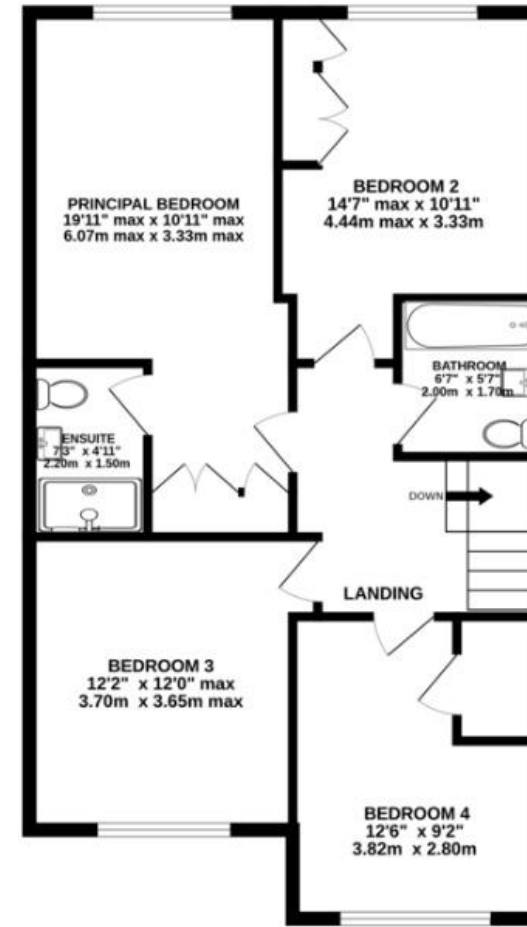 PRINCIPAL BEDROOM
19'11" max x 10'11" max
6.07m max x 3.33m max
BEDROOM 2
14'7" max x 10'11"
4.44m max x 3.33m
BATHROOM
6'7" x 5'7"
2.00m x 1.70m
ENSUITE
7'3" x 4'11"
2.20m x 1.50m
DOWN
LANDING
BEDROOM 3
12'2" x 12'0" max
3.70m x 3.65m max
BEDROOM 4
12'6" x 9'2"
3.82m x 2.80m